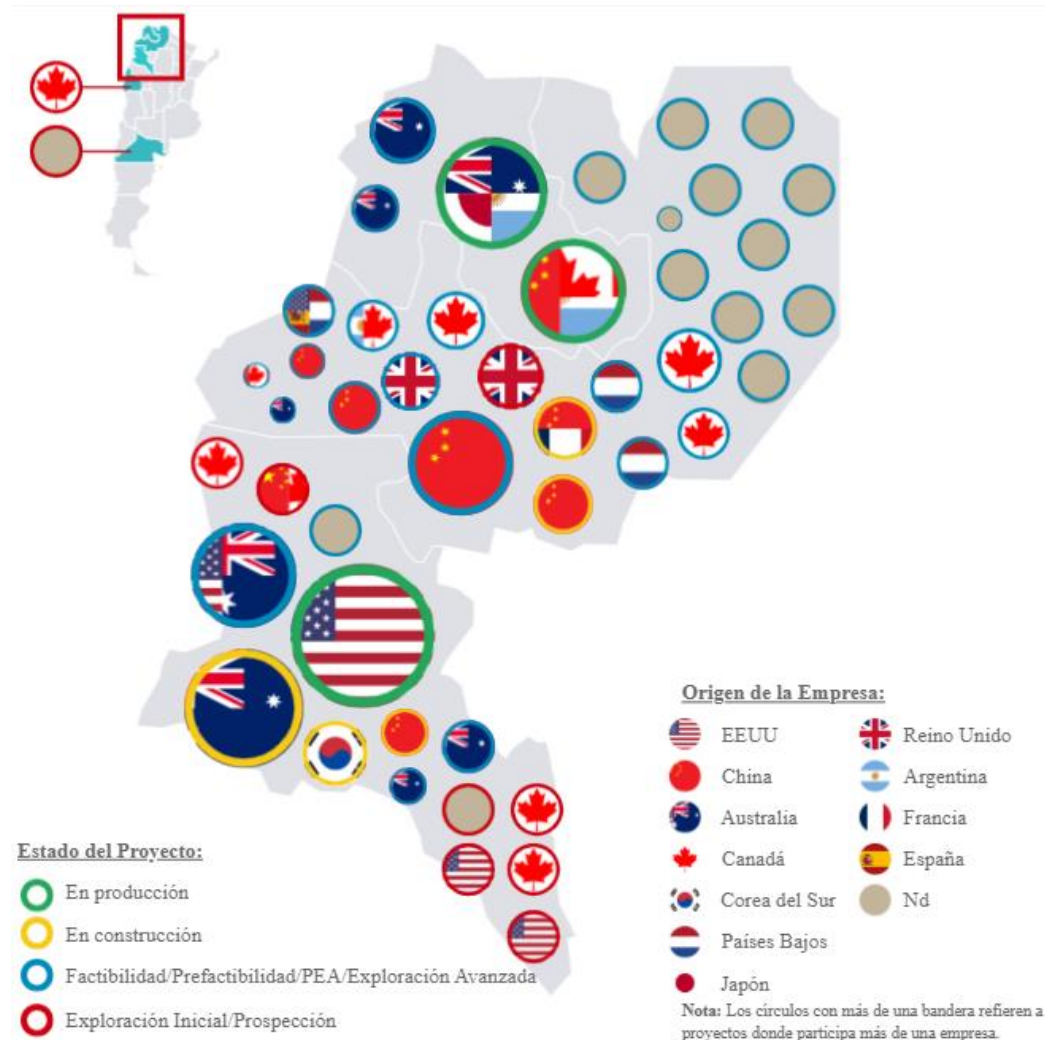 Estado del Proyecto:
En producción
En construcción
Factibilidad/Prefactibilidad/PEA/Exploración Avanzada
Exploración Inicial/Prospección
Origen de la Empresa:
EEUU
China
Australia
Canadá
Corea del Sur
Países Bajos
Japón
Reino Unido
Argentina
Francia
España
Nd
Nota: Los círculos con más de una bandera refieren a
proyectos donde participa más de una empresa.